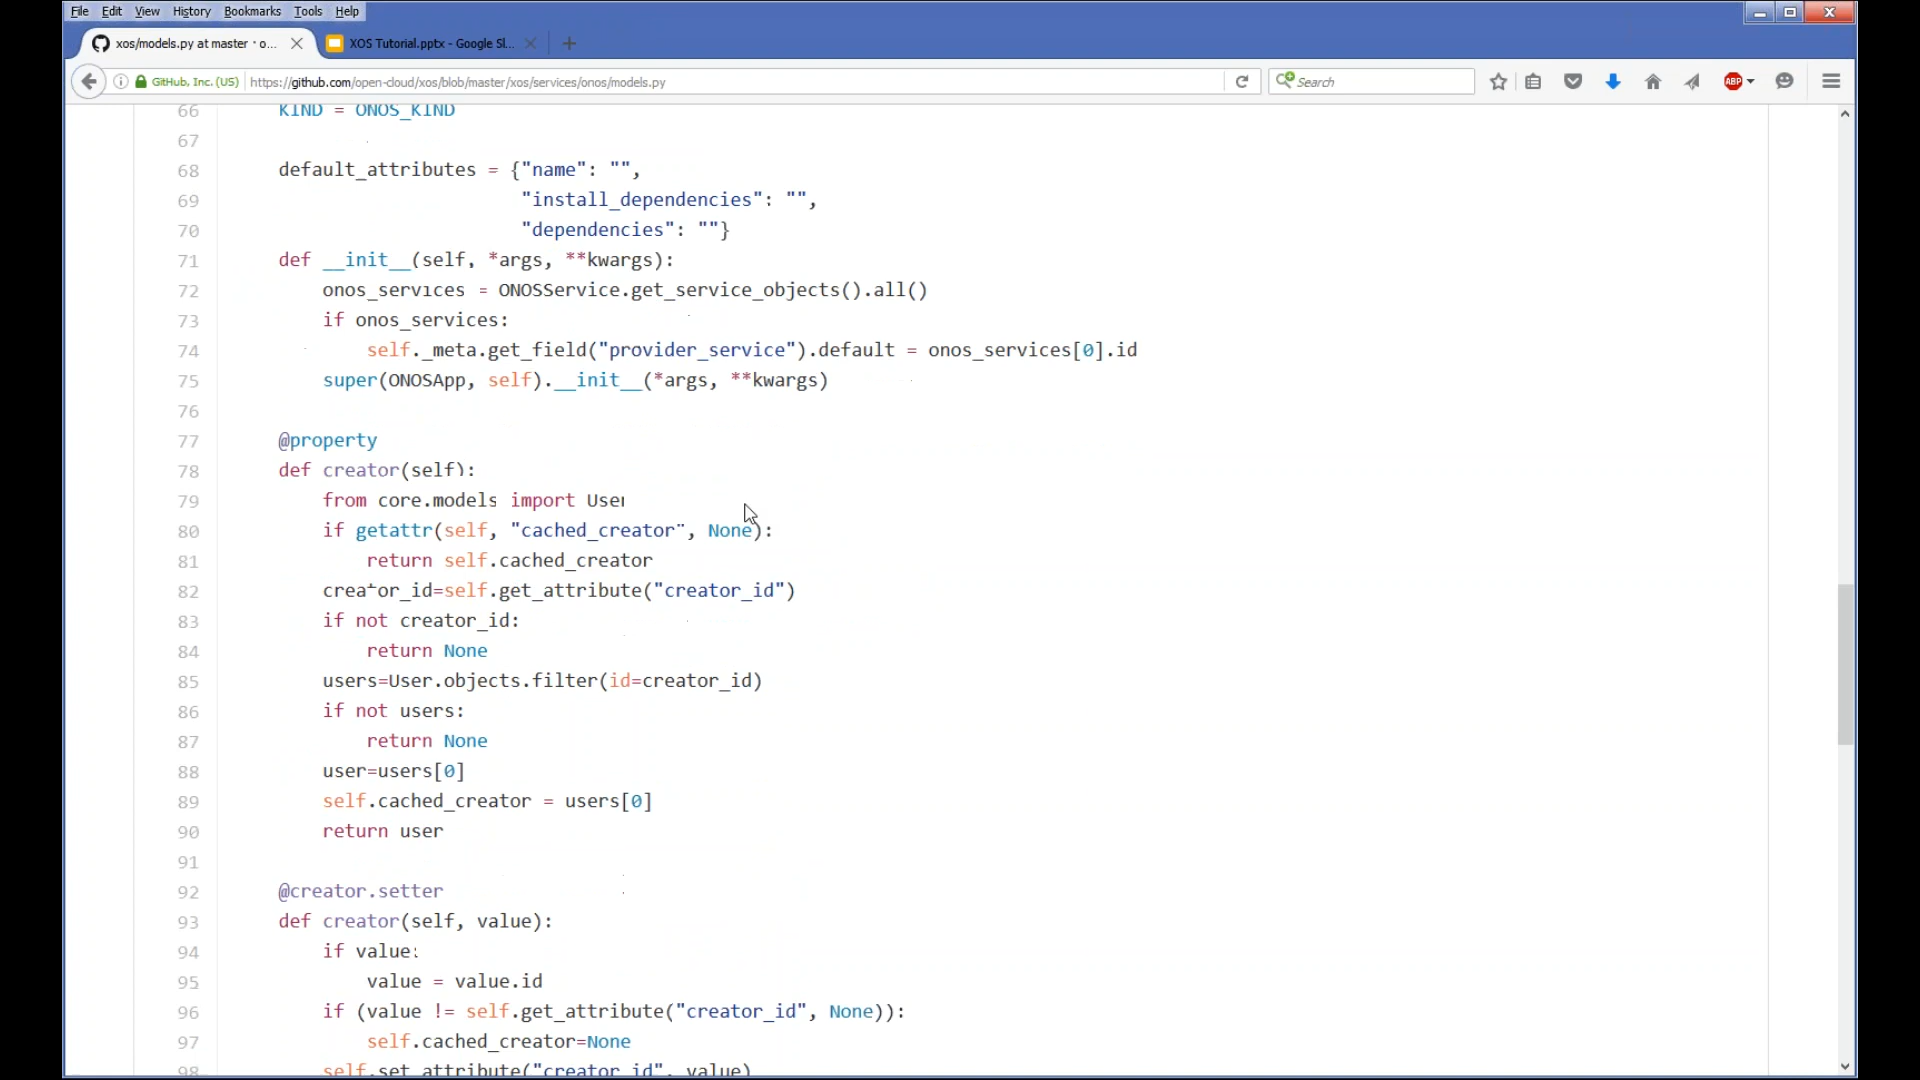 File Edit View History Bookmarks Tools Help
xos/models.py at master · o... XOS Tutorial.pptx - Google Sl...
GitHub, Inc. (US) https://github.com/open-cloud/xos/blob/master/xos/services/onos/models.py Search ABP
66 KIND = ONOS_KIND
67
68 default_attributes = {"name": "",
69 "install_dependencies": "",
70 "dependencies": ""}
71 def __init__(self, *args, **kwargs):
72 onos_services = ONOSService.get_service_objects().all()
73 if onos_services:
74 self._meta.get_field("provider_service").default = onos_services[0].id
75 super(ONOSApp, self).__init__(*args, **kwargs)
76
77 @property
78 def creator(self):
79 from core.models import User
80 if getattr(self, "cached_creator", None):
81 return self.cached_creator
82 creator_id=self.get_attribute("creator_id")
83 if not creator_id:
84 return None
85 users=User.objects.filter(id=creator_id)
86 if not users:
87 return None
88 user=users[0]
89 self.cached_creator = users[0]
90 return user
91
92 @creator.setter
93 def creator(self, value):
94 if value:
95 value = value.id
96 if (value != self.get_attribute("creator_id", None)):
97 self.cached_creator=None
98 self.set_attribute("creator_id", value)